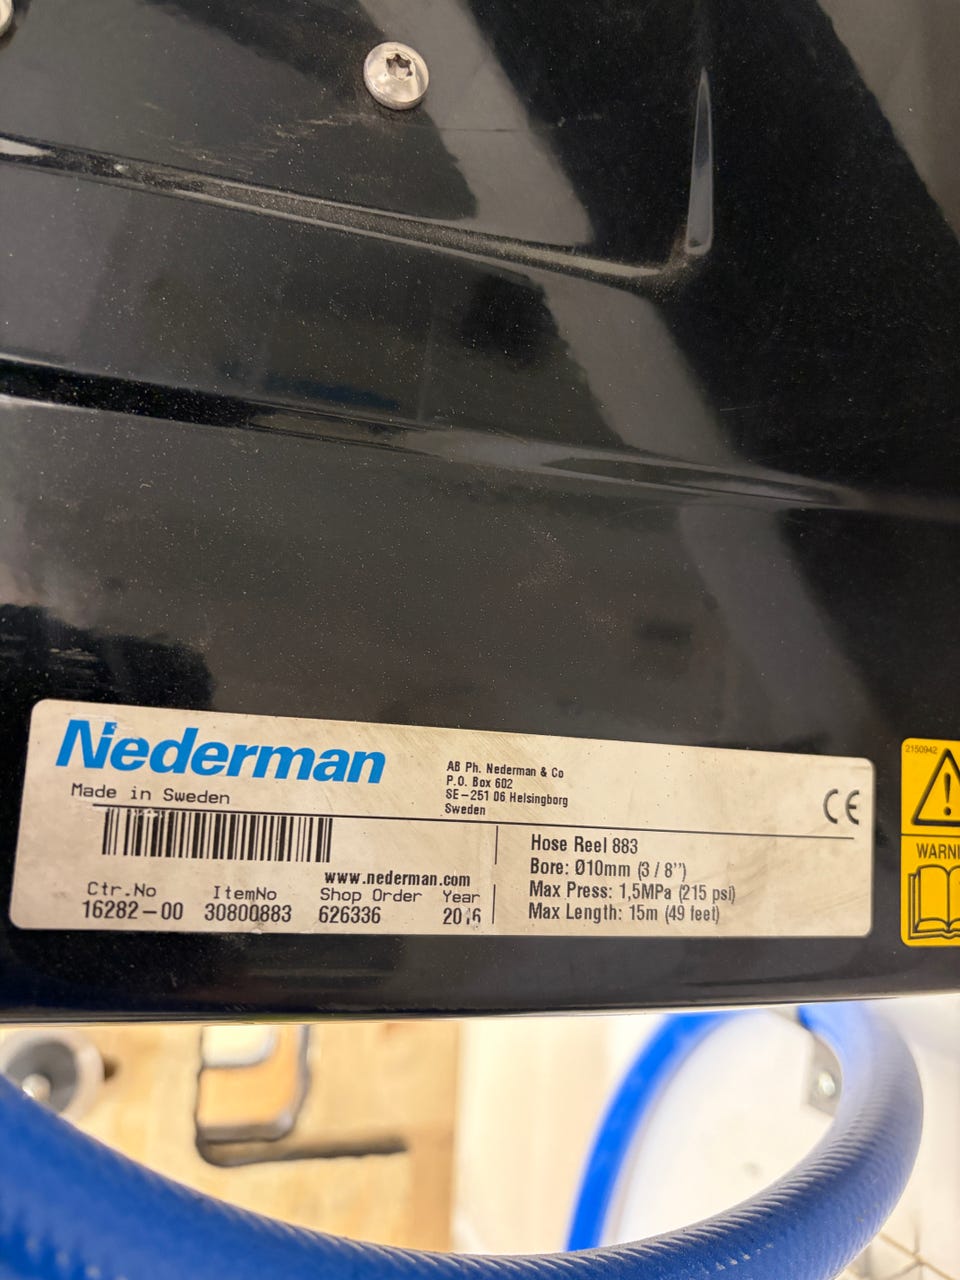 Nederman
Made in Sweden
AB Ph. Nederman & Co
P.O. Box 602
SE-251 06 Helsingborg
Sweden
CE
www.nederman.com
Ctr.No ItemNo Shop Order Year
16282-00 30800883 626336 2016
Hose Reel 883
Bore: Ø10mm (3/8")
Max Press: 1,5MPa (215 psi)
Max Length: 15m (49 feet)
2150942
WARNI